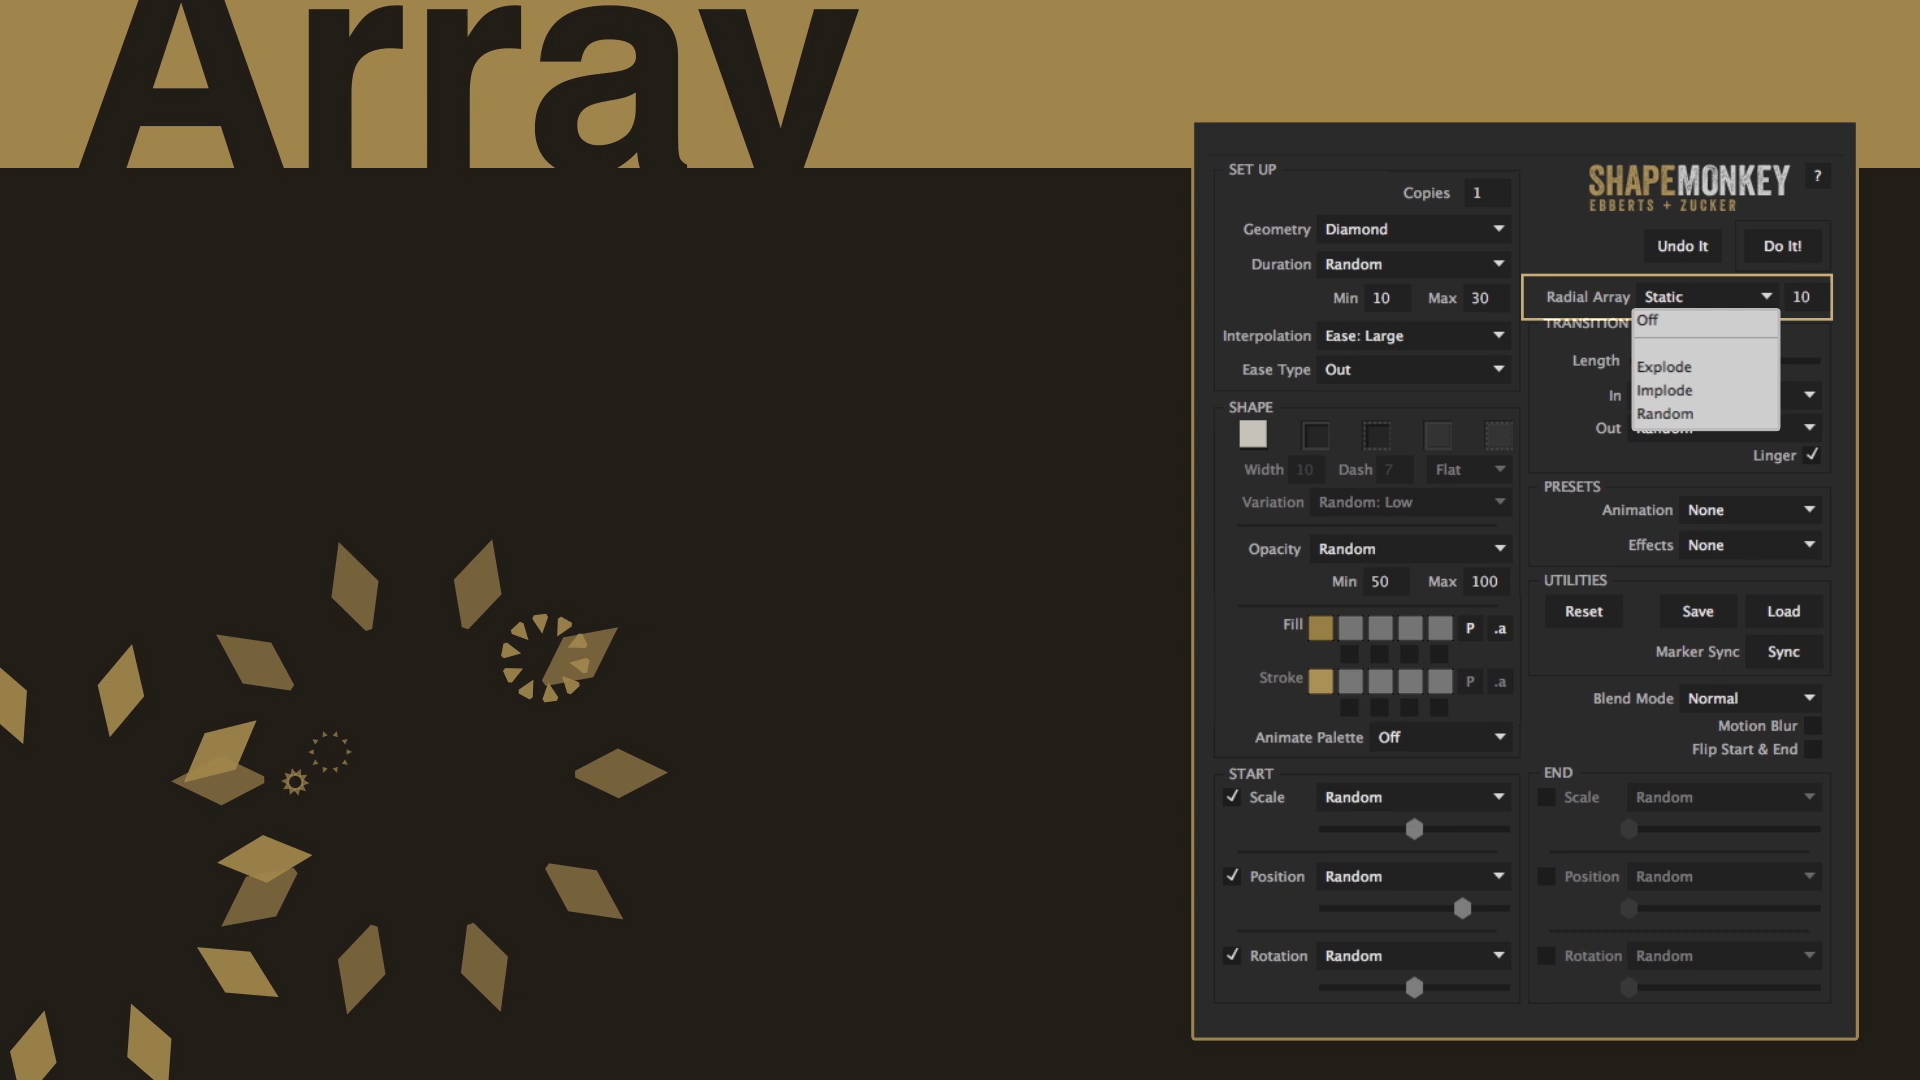 Array
SET UP
Copies 1
Geometry Diamond
Duration Random
Min 10 Max 30
Interpolation Ease: Large
Ease Type Out
SHAPE
Width 10 Dash 7 Flat
Variation Random: Low
Opacity Random
Min 50 Max 100
Fill P .a
Stroke P .a
Animate Palette Off
START
Scale Random
Position Random
Rotation Random
SHAPEMONKEY ?
EBBERTS + ZUCKER
Undo It Do It!
Radial Array Static 10
Off
Explode
Implode
Random
TRANSITION
Length
In
Out Random
Linger
PRESETS
Animation None
Effects None
UTILITIES
Reset Save Load
Marker Sync Sync
Blend Mode Normal
Motion Blur
Flip Start & End
END
Scale Random
Position Random
Rotation Random